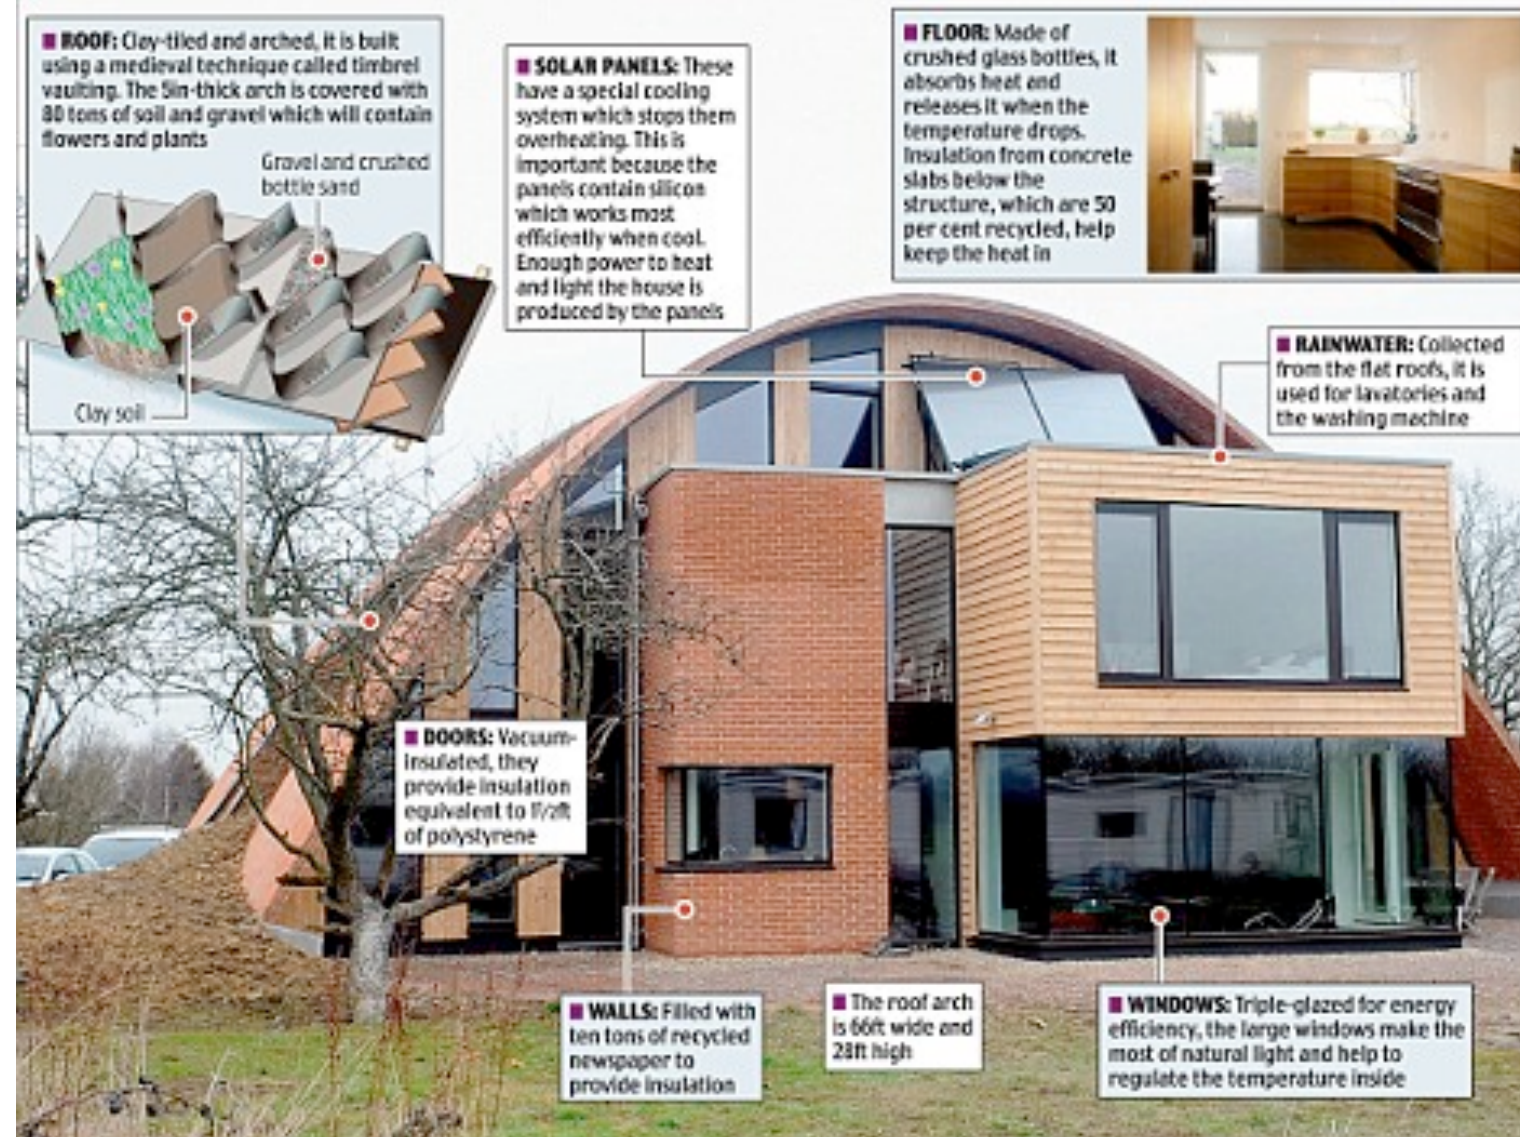 ROOF: Clay-tiled and arched, it is built
using a medieval technique called timbrel
vaulting. The 5in-thick arch is covered with
80 tons of soil and gravel which will contain
flowers and plants
Gravel and crushed
bottle sand
Clay soil
SOLAR PANELS: These
have a special cooling
system which stops them
overheating. This is
important because the
panels contain silicon
which works most
efficiently when cool.
Enough power to heat
and light the house is
produced by the panels
FLOOR: Made of
crushed glass bottles, it
absorbs heat and
releases it when the
temperature drops.
Insulation from concrete
slabs below the
structure, which are 50
per cent recycled, help
keep the heat in
RAINWATER: Collected
from the flat roofs, it is
used for lavatories and
the washing machine
DOORS: Vacuum-
insulated, they
provide insulation
equivalent to 1½ft
of polystyrene
WALLS: Filled with
ten tons of recycled
newspaper to
provide insulation
The roof arch
is 66ft wide and
28ft high
WINDOWS: Triple-glazed for energy
efficiency, the large windows make the
most of natural light and help to
regulate the temperature inside